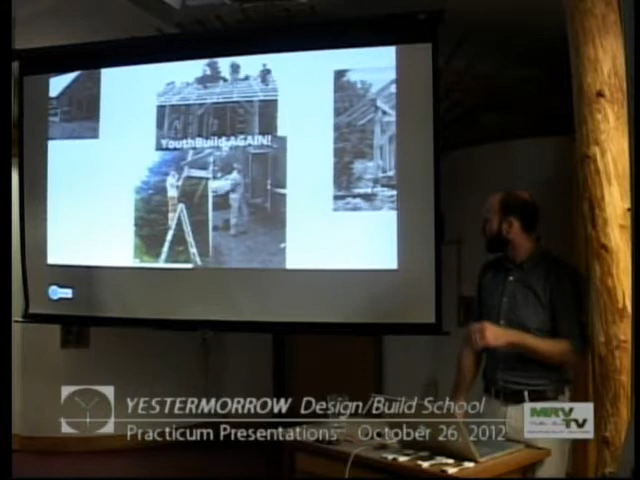 YouthBuild AGAIN!
YESTERMORROW Design/Build School
Practicum Presentations October 26, 2012
MRV
TV